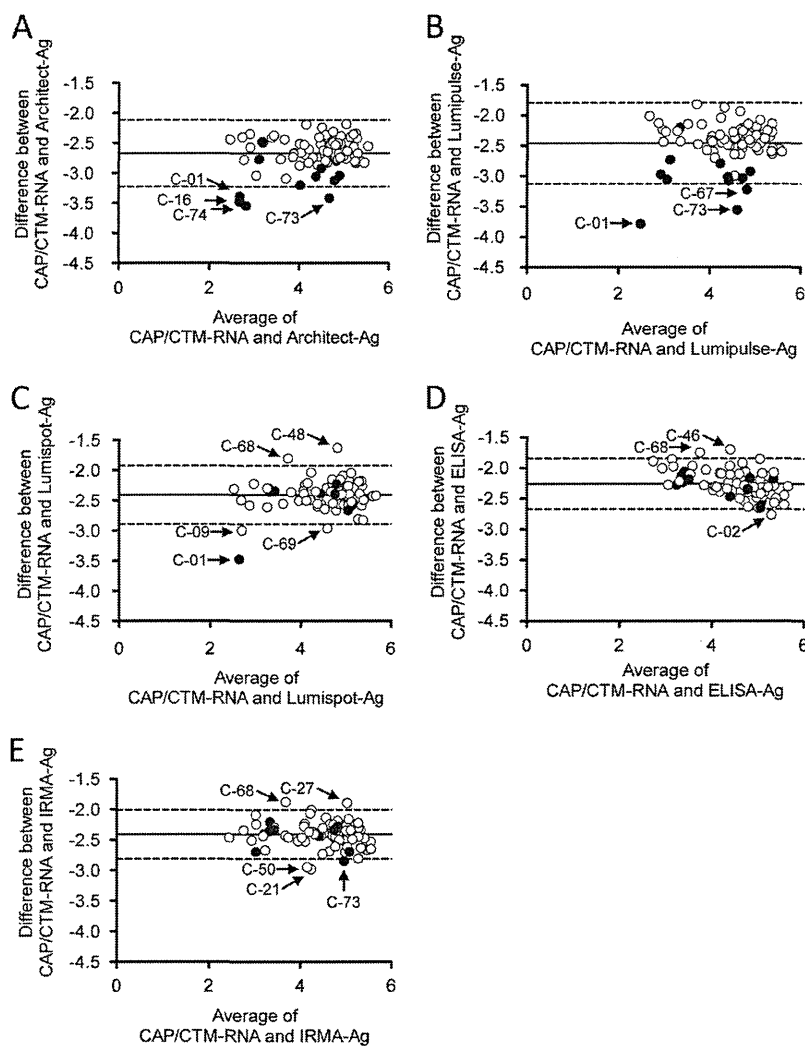 A
Difference between
CAP/CTM-RNA and Architect-Ag
-1.5
-2.0
-2.5
-3.0
-3.5
-4.0
-4.5
C-01
C-16
C-74
C-73
0
2
4
6
Average of
CAP/CTM-RNA and Architect-Ag
B
Difference between
CAP/CTM-RNA and Lumipulse-Ag
-1.5
-2.0
-2.5
-3.0
-3.5
-4.0
-4.5
C-67
C-73
C-01
0
2
4
6
Average of
CAP/CTM-RNA and Lumipulse-Ag
C
Difference between
CAP/CTM-RNA and Lumispot-Ag
-1.5
-2.0
-2.5
-3.0
-3.5
-4.0
-4.5
C-48
C-68
C-09
C-69
C-01
0
2
4
6
Average of
CAP/CTM-RNA and Lumispot-Ag
D
Difference between
CAP/CTM-RNA and ELISA-Ag
-1.5
-2.0
-2.5
-3.0
-3.5
-4.0
-4.5
C-46
C-68
C-02
0
2
4
6
Average of
CAP/CTM-RNA and ELISA-Ag
E
Difference between
CAP/CTM-RNA and IRMA-Ag
-1.5
-2.0
-2.5
-3.0
-3.5
-4.0
-4.5
C-68
C-27
C-50
C-21
C-73
0
2
4
6
Average of
CAP/CTM-RNA and IRMA-Ag